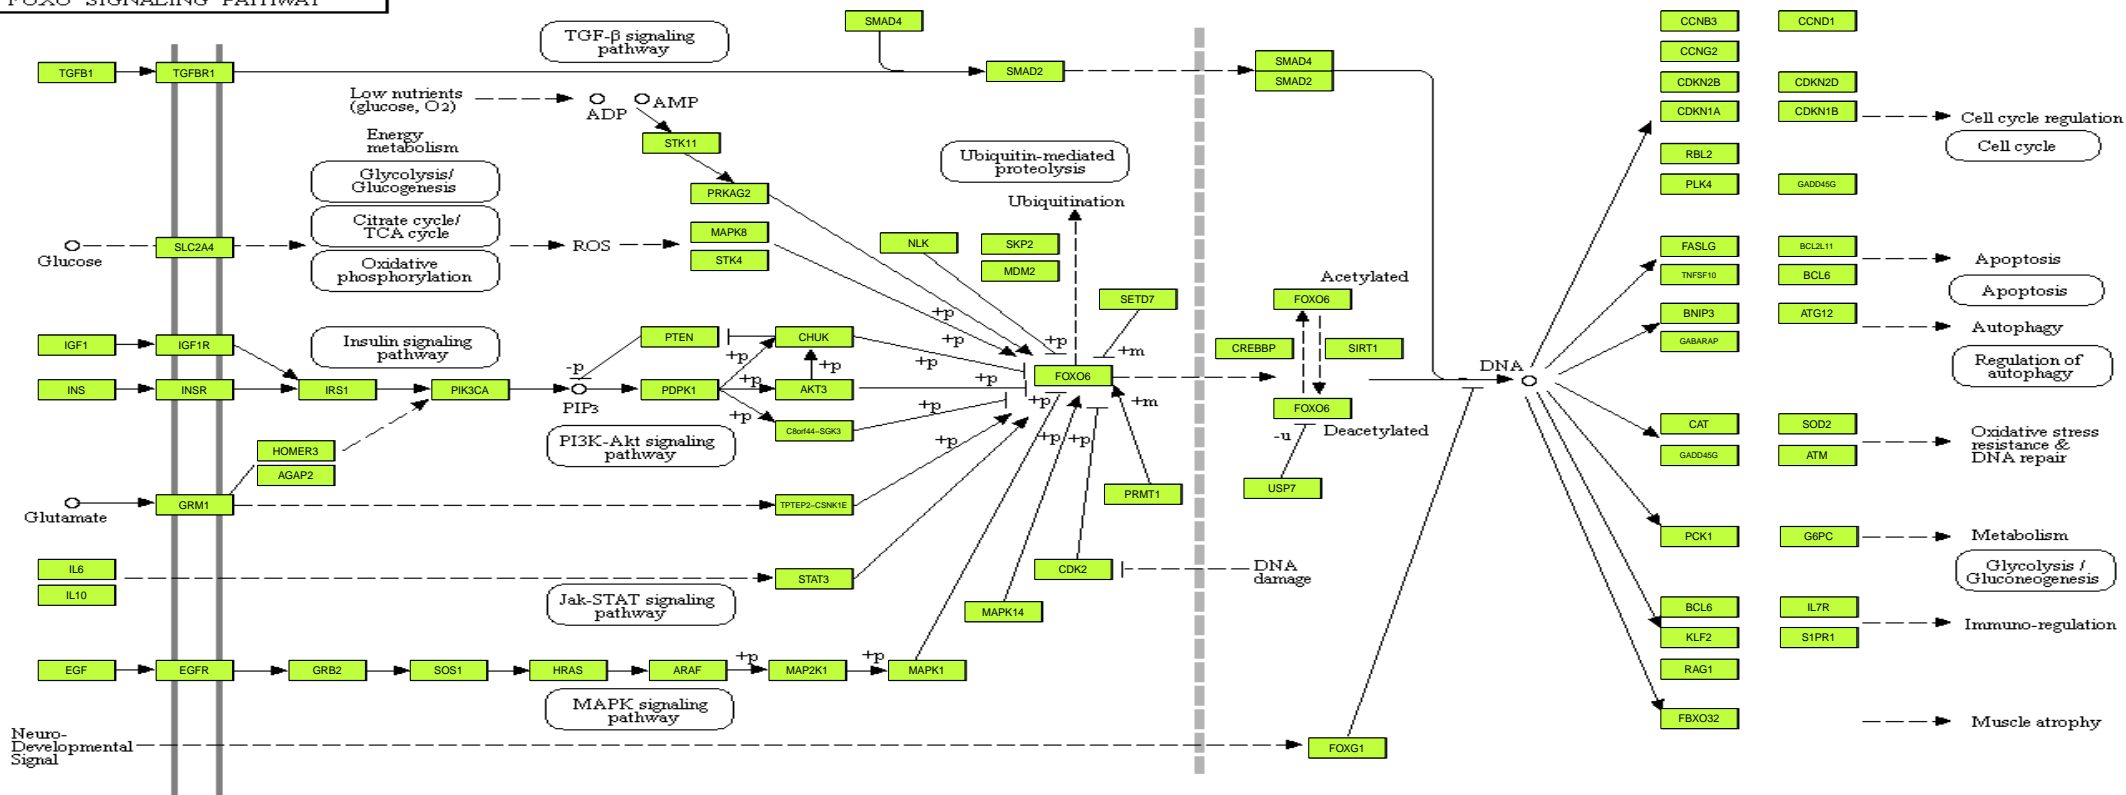 FOXO SIGNALING PATHWAY
SMAD4
CCNB3
CCND1
TGF-β signaling
pathway
CCNG2
TGFB1
TGFBR1
SMAD2
SMAD4
SMAD2
CDKN2B
CDKN2D
Low nutrients
(glucose, O2)
ADP
AMP
CDKN1A
CDKN1B
Cell cycle regulation
Cell cycle
Energy
metabolism
STK11
Ubiquitin-mediated
proteolysis
RBL2
Glycolysis/
Glucogenesis
PRKAG2
PLK4
GADD45G
Ubiquitination
Citrate cycle/
TCA cycle
MAPK8
STK4
NLK
SKP2
MDM2
Glucose
SLC2A4
ROS
Oxidative
phosphorylation
FASLG
BCL2L11
Apoptosis
TNFSF10
BCL6
Apoptosis
Acetylated
SETD7
FOXO6
+p
+p
+m
BNIP3
ATG12
Autophagy
GABARAP
Regulation of
autophagy
IGF1
IGF1R
Insulin signaling
pathway
PTEN
CHUK
CREBBP
SIRT1
-p
+p
+p
DNA
INS
INSR
IRS1
PIK3CA
PIP3
PDPK1
+p
AKT3
+p
FOXO6
+p
+p
+p
+m
FOXO6
Deacetylated
-u
C8orf44-SGK3
+p
+p
+p
PI3K-Akt signaling
pathway
CAT
SOD2
Oxidative stress
resistance &
DNA repair
GADD45G
ATM
HOMER3
AGAP2
USP7
PRMT1
Glutamate
GRM1
TPTEP2-CSNK1E
PCK1
G6PC
Metabolism
Glycolysis /
Gluconeogenesis
IL6
IL10
STAT3
CDK2
DNA
damage
Jak-STAT signaling
pathway
MAPK14
BCL6
IL7R
Immuno-regulation
KLF2
S1PR1
EGF
EGFR
GRB2
SOS1
HRAS
ARAF
+p
MAP2K1
+p
MAPK1
RAG1
MAPK signaling
pathway
FBXO32
Muscle atrophy
Neuro-
Developmental
Signal
FOXG1